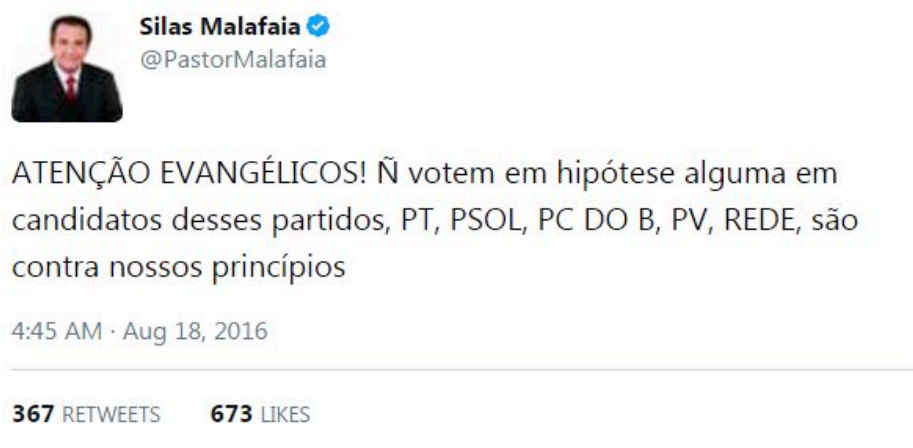 Silas Malafaia
@PastorMalafaia
ATENÇÃO EVANGÉLICOS! Ñ votem em hipótese alguma em
candidatos desses partidos, PT, PSOL, PC DO B, PV, REDE, são
contra nossos princípios
4:45 AM · Aug 18, 2016
367 RETWEETS 673 LIKES